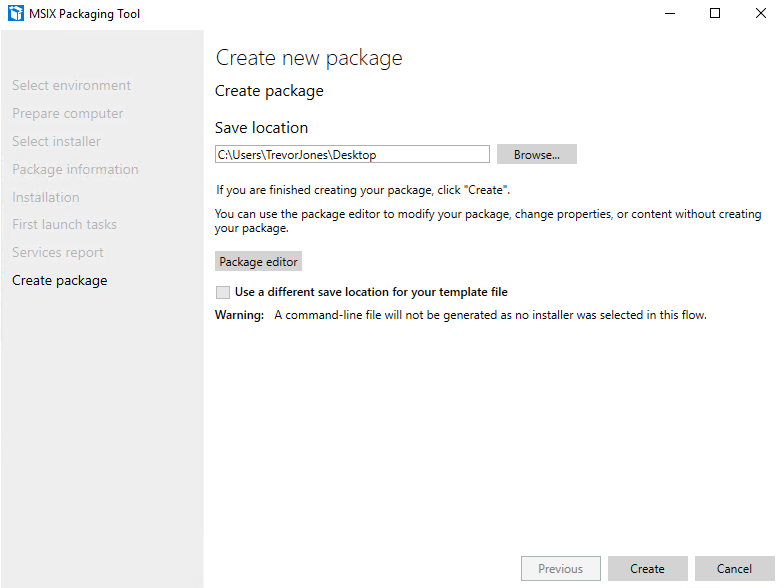 MSIX Packaging Tool
Select environment
Prepare computer
Select installer
Package information
Installation
First launch tasks
Services report
Create package
Create new package
Create package
Save location
C:\Users\TrevorJones\Desktop
Browse...
If you are finished creating your package, click "Create".
You can use the package editor to modify your package, change properties, or content without creating
your package.
Package editor
Use a different save location for your template file
Warning: A command-line file will not be generated as no installer was selected in this flow.
Previous
Create
Cancel